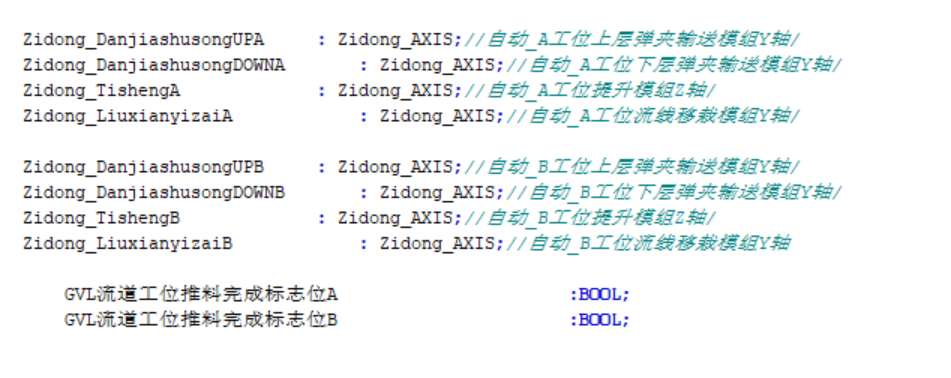 Zidong_DanjiashusongUPA : Zidong_AXIS;//自动_A工位上层弹夹输送模组Y轴/
Zidong_DanjiashusongDOWNA : Zidong_AXIS;//自动_A工位下层弹夹输送模组Y轴/
Zidong_TishengA : Zidong_AXIS;//自动_A工位提升模组Z轴/
Zidong_LiuxianyizaiA : Zidong_AXIS;//自动_A工位流线移栽模组Y轴/
Zidong_DanjiashusongUPB : Zidong_AXIS;//自动_B工位上层弹夹输送模组Y轴/
Zidong_DanjiashusongDOWNB : Zidong_AXIS;//自动_B工位下层弹夹输送模组Y轴/
Zidong_TishengB : Zidong_AXIS;//自动_B工位提升模组Z轴/
Zidong_LiuxianyizaiB : Zidong_AXIS;//自动_B工位流线移栽模组Y轴
GVL流道工位推料完成标志位A :BOOL;
GVL流道工位推料完成标志位B :BOOL;